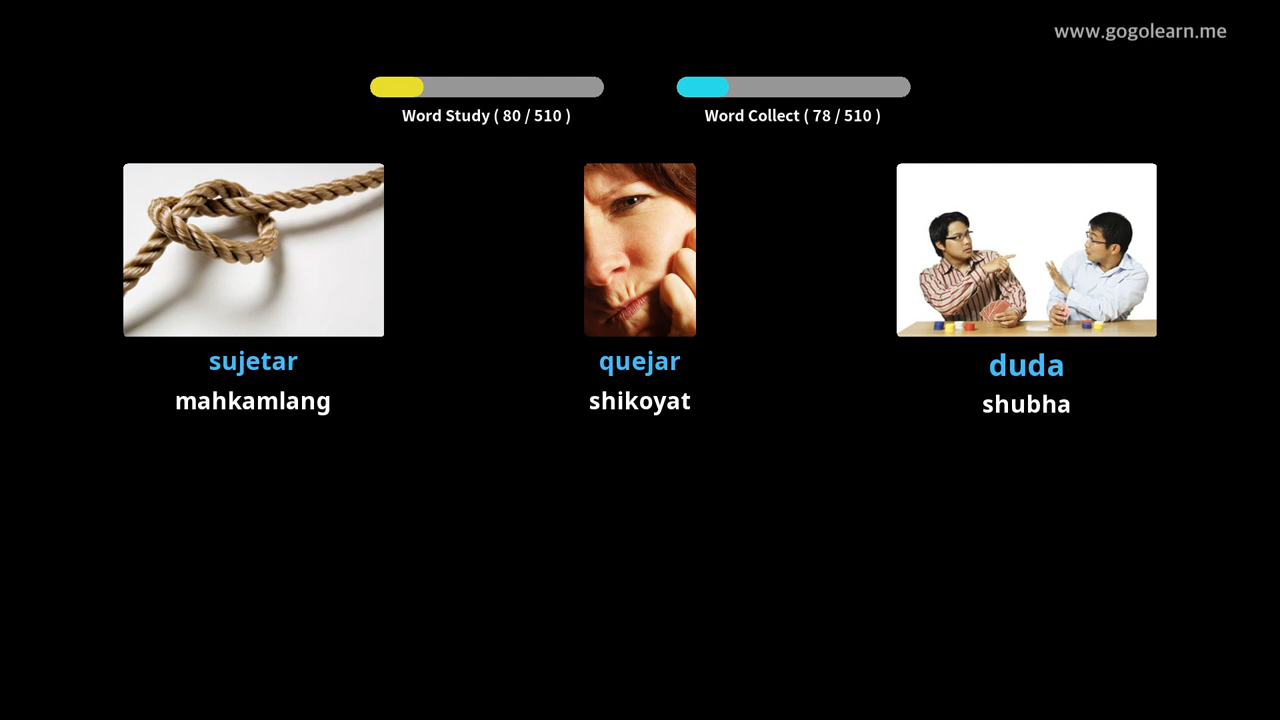 www.gogolearn.me
Word Study ( 80 / 510 )
Word Collect ( 78 / 510 )
sujetar
mahkamlang
quejar
shikoyat
duda
shubha